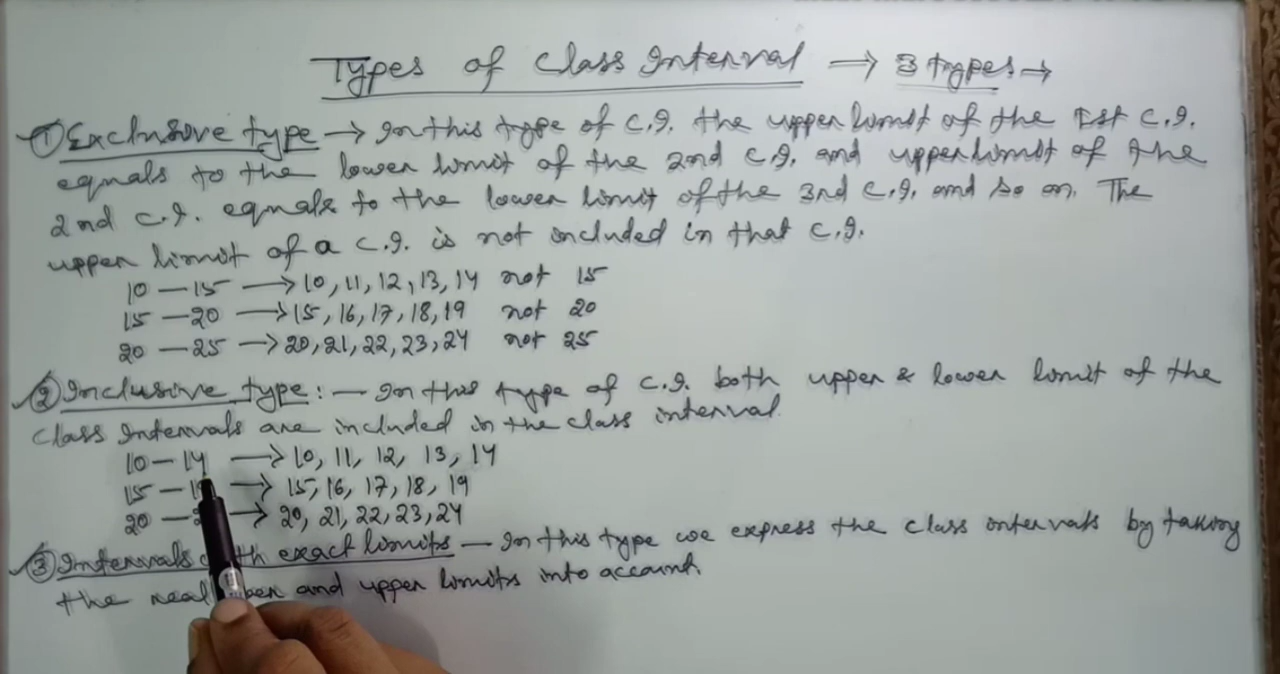 Types of Class Interval → 3 types →
① Exclusive type → In this type of C.I. the upper limit of the Ist C.I.
equals to the lower limit of the 2nd C.I. and upper limit of the
2nd C.I. equals to the lower limit of the 3rd C.I. and so on. The
upper limit of a C.I. is not included in that C.I.
10 — 15 → 10, 11, 12, 13, 14 not 15
15 — 20 → 15, 16, 17, 18, 19 not 20
20 — 25 → 20, 21, 22, 23, 24 not 25
② Inclusive type : — In this type of C.I. both upper & lower limit of the
Class Intervals are included in the class interval.
10 — 14 → 10, 11, 12, 13, 14
15 — 1 → 15, 16, 17, 18, 19
20 — 2 → 20, 21, 22, 23, 24
③ Intervals th exact limits — In this type we express the class intervals by taking
the real and upper limits into account.